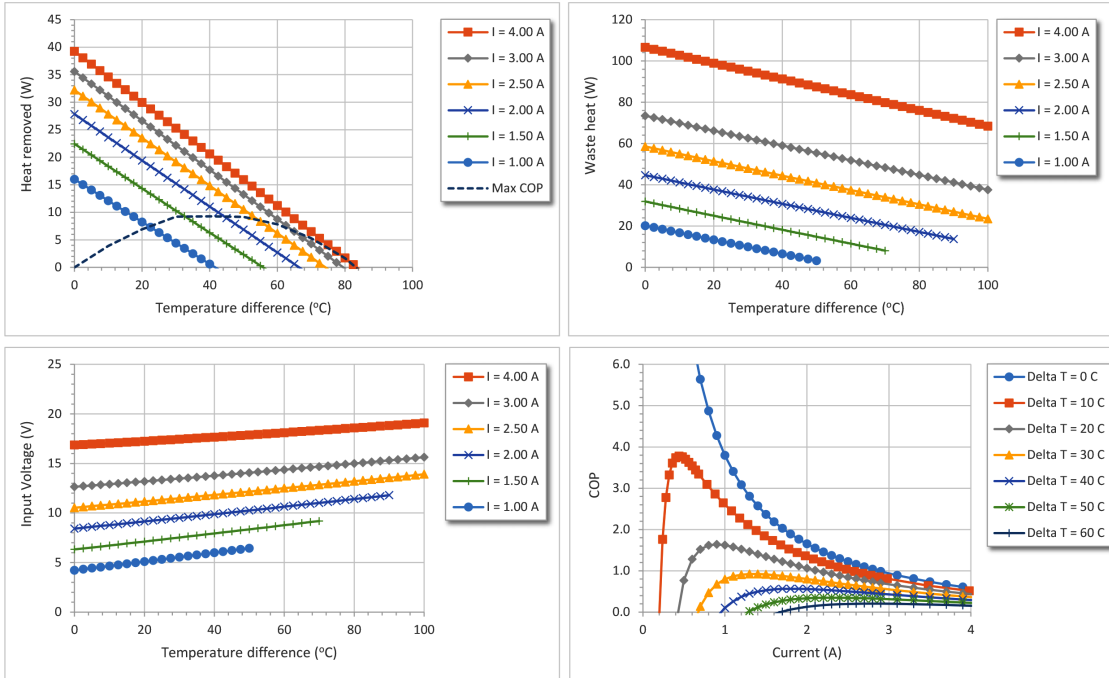 Heat removed (W)
45
40
35
30
25
20
15
10
5
0
0 20 40 60 80 100
Temperature difference (°C)
I = 4.00 A
I = 3.00 A
I = 2.50 A
I = 2.00 A
I = 1.50 A
I = 1.00 A
Max COP
Waste heat (W)
120
100
80
60
40
20
0
0 20 40 60 80 100
Temperature difference (°C)
I = 4.00 A
I = 3.00 A
I = 2.50 A
I = 2.00 A
I = 1.50 A
I = 1.00 A
Input Voltage (V)
25
20
15
10
5
0
0 20 40 60 80 100
Temperature difference (°C)
I = 4.00 A
I = 3.00 A
I = 2.50 A
I = 2.00 A
I = 1.50 A
I = 1.00 A
COP
6.0
5.0
4.0
3.0
2.0
1.0
0.0
0 1 2 3 4
Current (A)
Delta T = 0 C
Delta T = 10 C
Delta T = 20 C
Delta T = 30 C
Delta T = 40 C
Delta T = 50 C
Delta T = 60 C